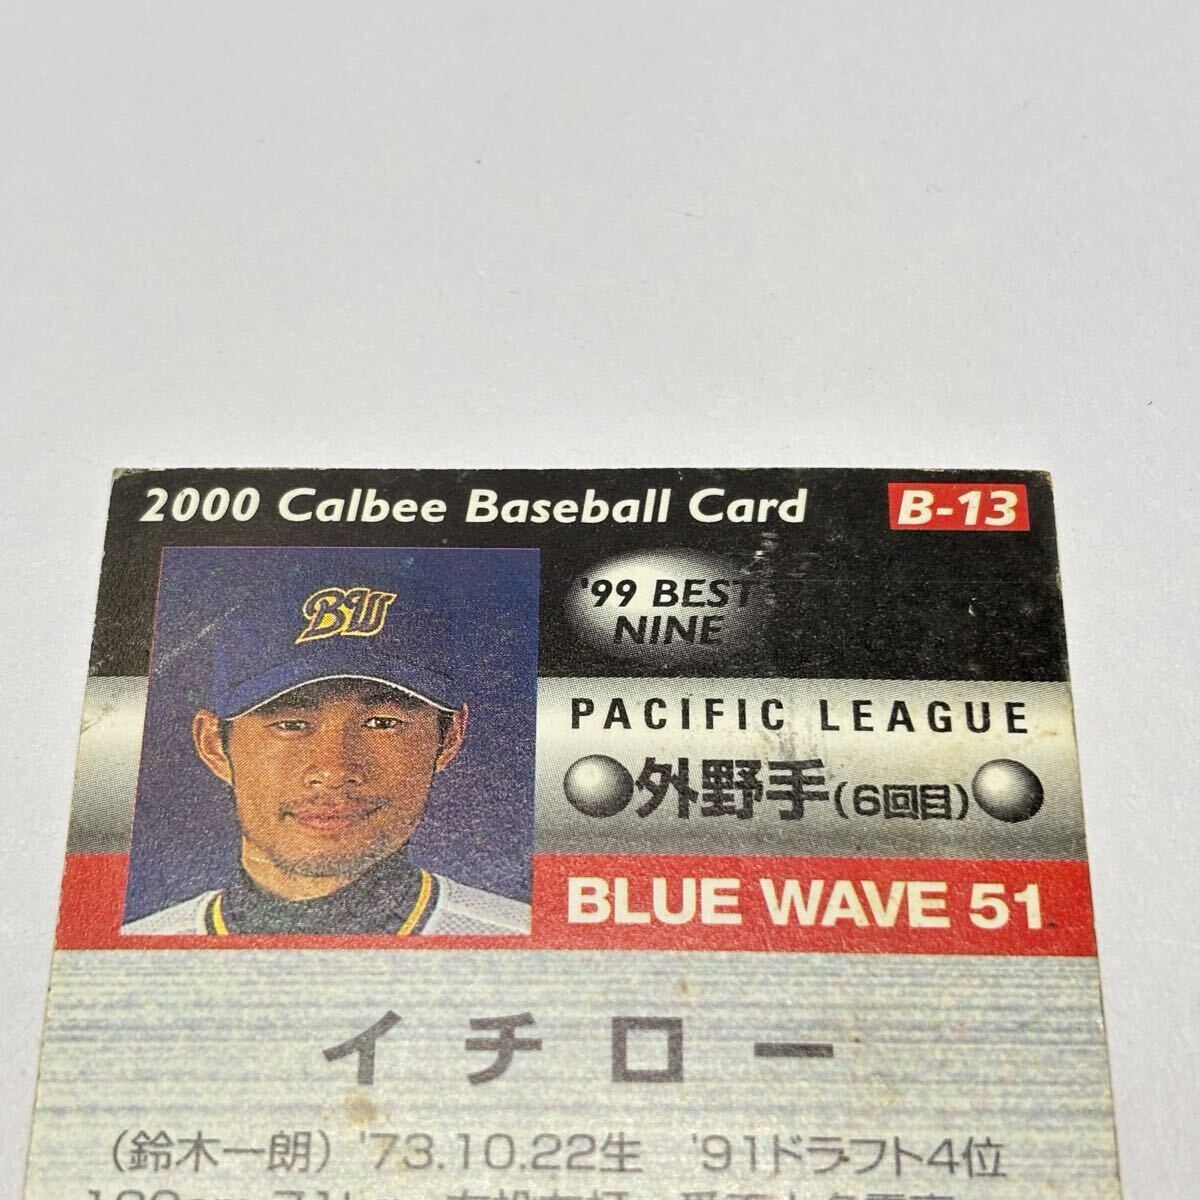 2000 Calbee Baseball Card B-13
BW
'99 BEST
NINE
PACIFIC LEAGUE
外野手(6回目)
BLUE WAVE 51
イチロー
(鈴木一朗) '73.10.22生 '91ドラフト4位